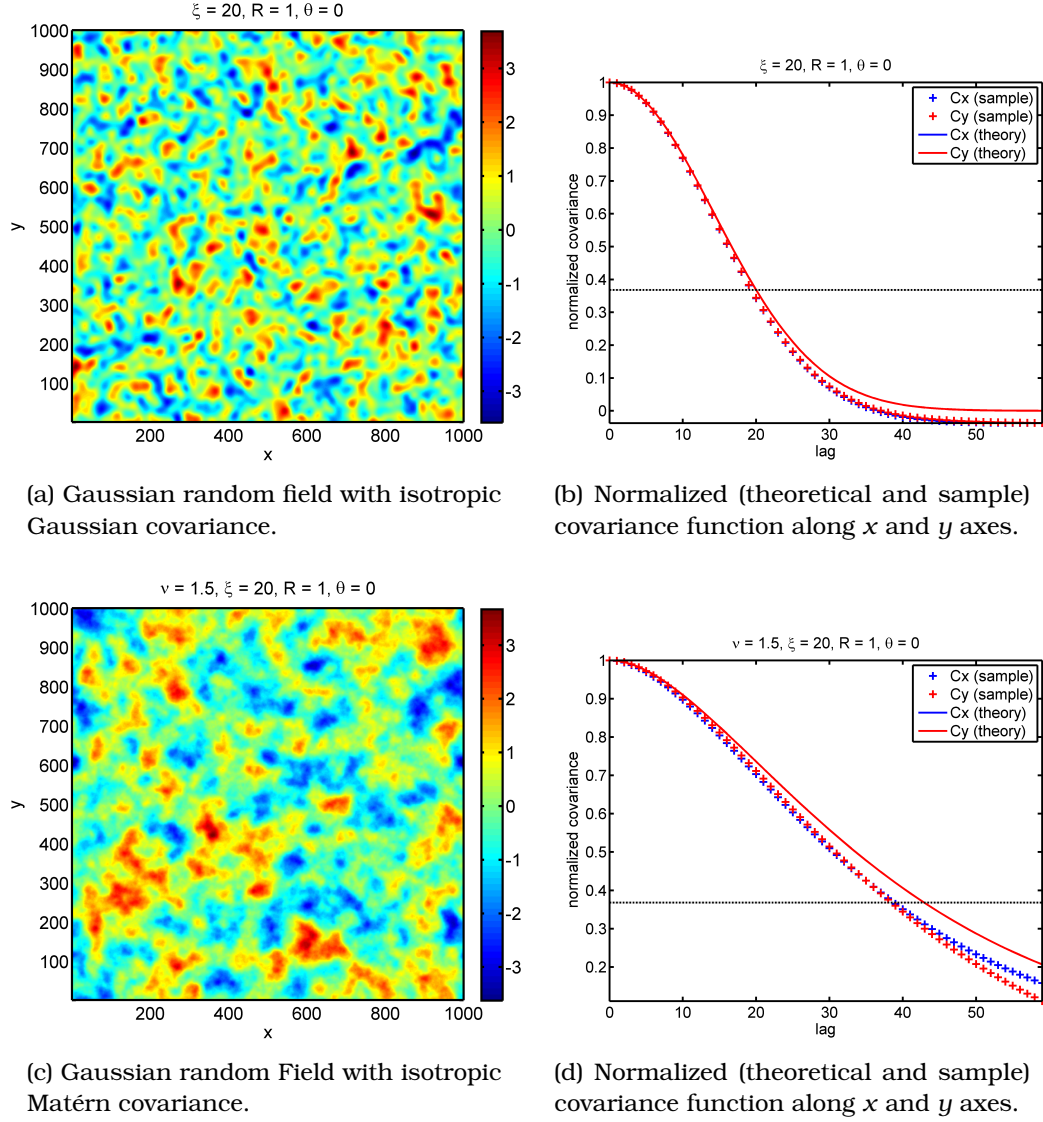 ξ = 20, R = 1, θ = 0
1000
900
800
700
600
500
400
300
200
100
y
200 400 600 800 1000
x
3
2
1
0
-1
-2
-3
(a) Gaussian random field with isotropic
Gaussian covariance.
ξ = 20, R = 1, θ = 0
1
0.9
0.8
0.7
0.6
0.5
0.4
0.3
0.2
0.1
0
normalized covariance
0 10 20 30 40 50
lag
Cx (sample)
Cy (sample)
Cx (theory)
Cy (theory)
(b) Normalized (theoretical and sample)
covariance function along x and y axes.
ν = 1.5, ξ = 20, R = 1, θ = 0
1000
900
800
700
600
500
400
300
200
100
y
200 400 600 800 1000
x
3
2
1
0
-1
-2
-3
(c) Gaussian random Field with isotropic
Matérn covariance.
ν = 1.5, ξ = 20, R = 1, θ = 0
1
0.9
0.8
0.7
0.6
0.5
0.4
0.3
0.2
normalized covariance
0 10 20 30 40 50
lag
Cx (sample)
Cy (sample)
Cx (theory)
Cy (theory)
(d) Normalized (theoretical and sample)
covariance function along x and y axes.